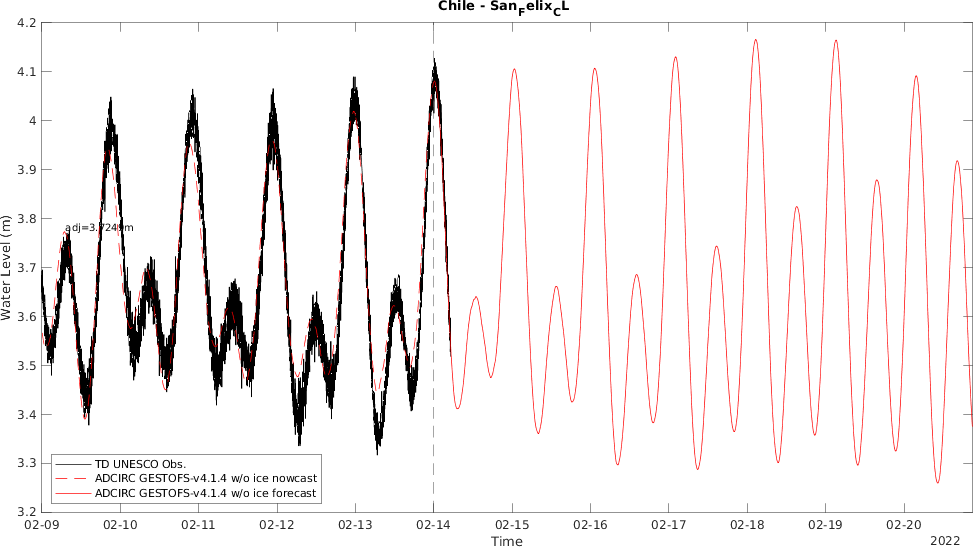 Chile - San_Felix_CL
4.2
4.1
4
3.9
3.8
3.7
3.6
3.5
3.4
3.3
3.2
Water Level (m)
adj=3.7249m
TD UNESCO Obs.
ADCIRC GESTOFS-v4.1.4 w/o ice nowcast
ADCIRC GESTOFS-v4.1.4 w/o ice forecast
02-09 02-10 02-11 02-12 02-13 02-14 02-15 02-16 02-17 02-18 02-19 02-20
Time
2022